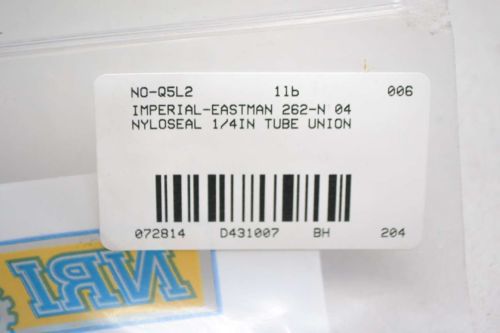 NO-Q5L2 1lb 006
IMPERIAL-EASTMAN 262-N 04
NYLOSEAL 1/4IN TUBE UNION
072814 D431007 BH 204
NRI